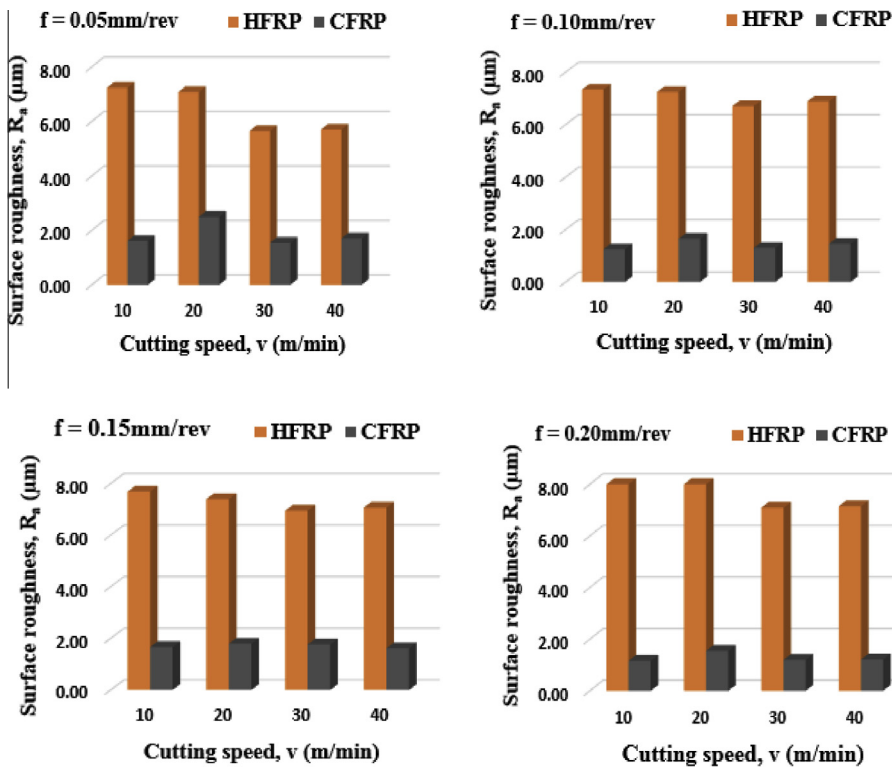 f = 0.05mm/rev
HFRP CFRP
Surface roughness, Ra (μm)
8.00
6.00
4.00
2.00
0.00
10 20 30 40
Cutting speed, v (m/min)
f = 0.10mm/rev
HFRP CFRP
Surface roughness, Ra (μm)
8.00
6.00
4.00
2.00
0.00
10 20 30 40
Cutting speed, v (m/min)
f = 0.15mm/rev
HFRP CFRP
Surface roughness, Ra (μm)
8.00
6.00
4.00
2.00
0.00
10 20 30 40
Cutting speed, v (m/min)
f = 0.20mm/rev
HFRP CFRP
Surface roughness, Ra (μm)
8.00
6.00
4.00
2.00
0.00
10 20 30 40
Cutting speed, v (m/min)